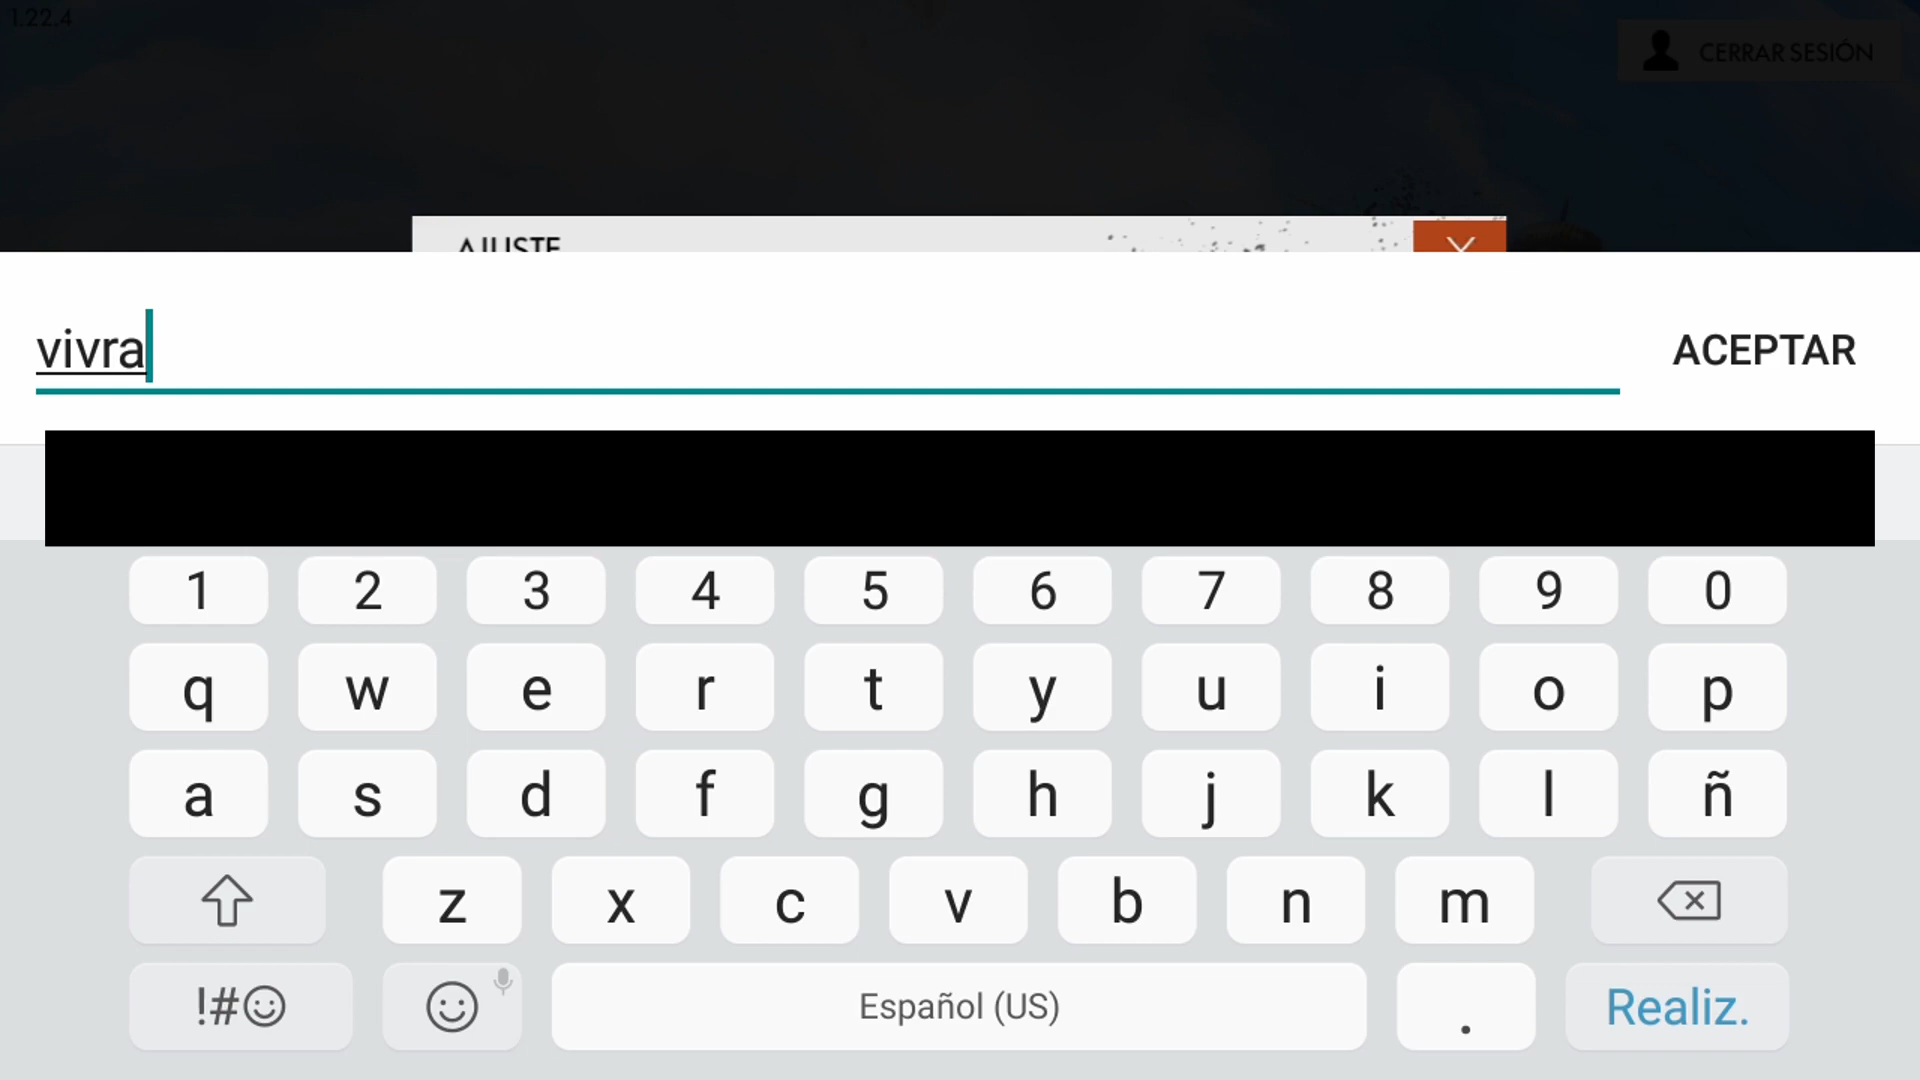 1.22.4
CERRAR SESIÓN
AJUSTE
vivra
ACEPTAR
1 2 3 4 5 6 7 8 9 0
q w e r t y u i o p
a s d f g h j k l ñ
z x c v b n m
!#☺ Español (US) . Realiz.